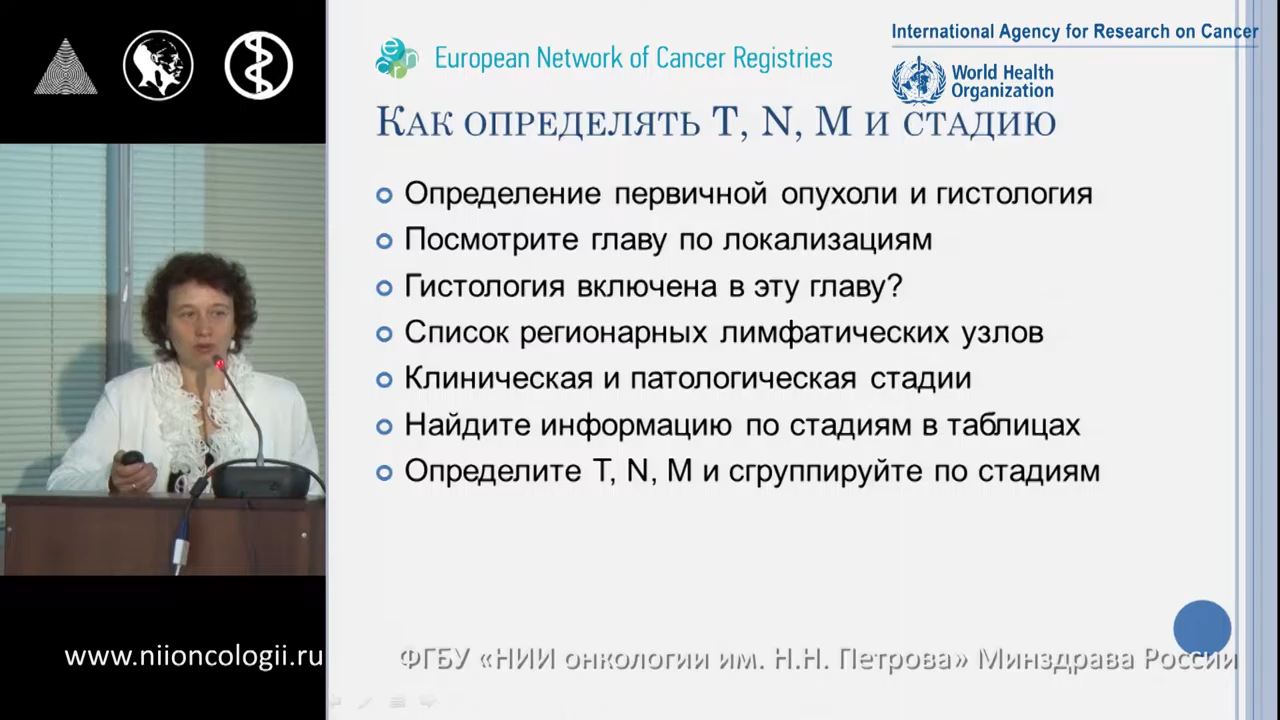 European Network of Cancer Registries
International Agency for Research on Cancer
World Health
Organization
Как определять T, N, M и стадию
Определение первичной опухоли и гистология
Посмотрите главу по локализациям
Гистология включена в эту главу?
Список регионарных лимфатических узлов
Клиническая и патологическая стадии
Найдите информацию по стадиям в таблицах
Определите T, N, M и сгруппируйте по стадиям
www.niioncologii.ru
ФГБУ «НИИ онкологии им. Н.Н. Петрова» Минздрава России